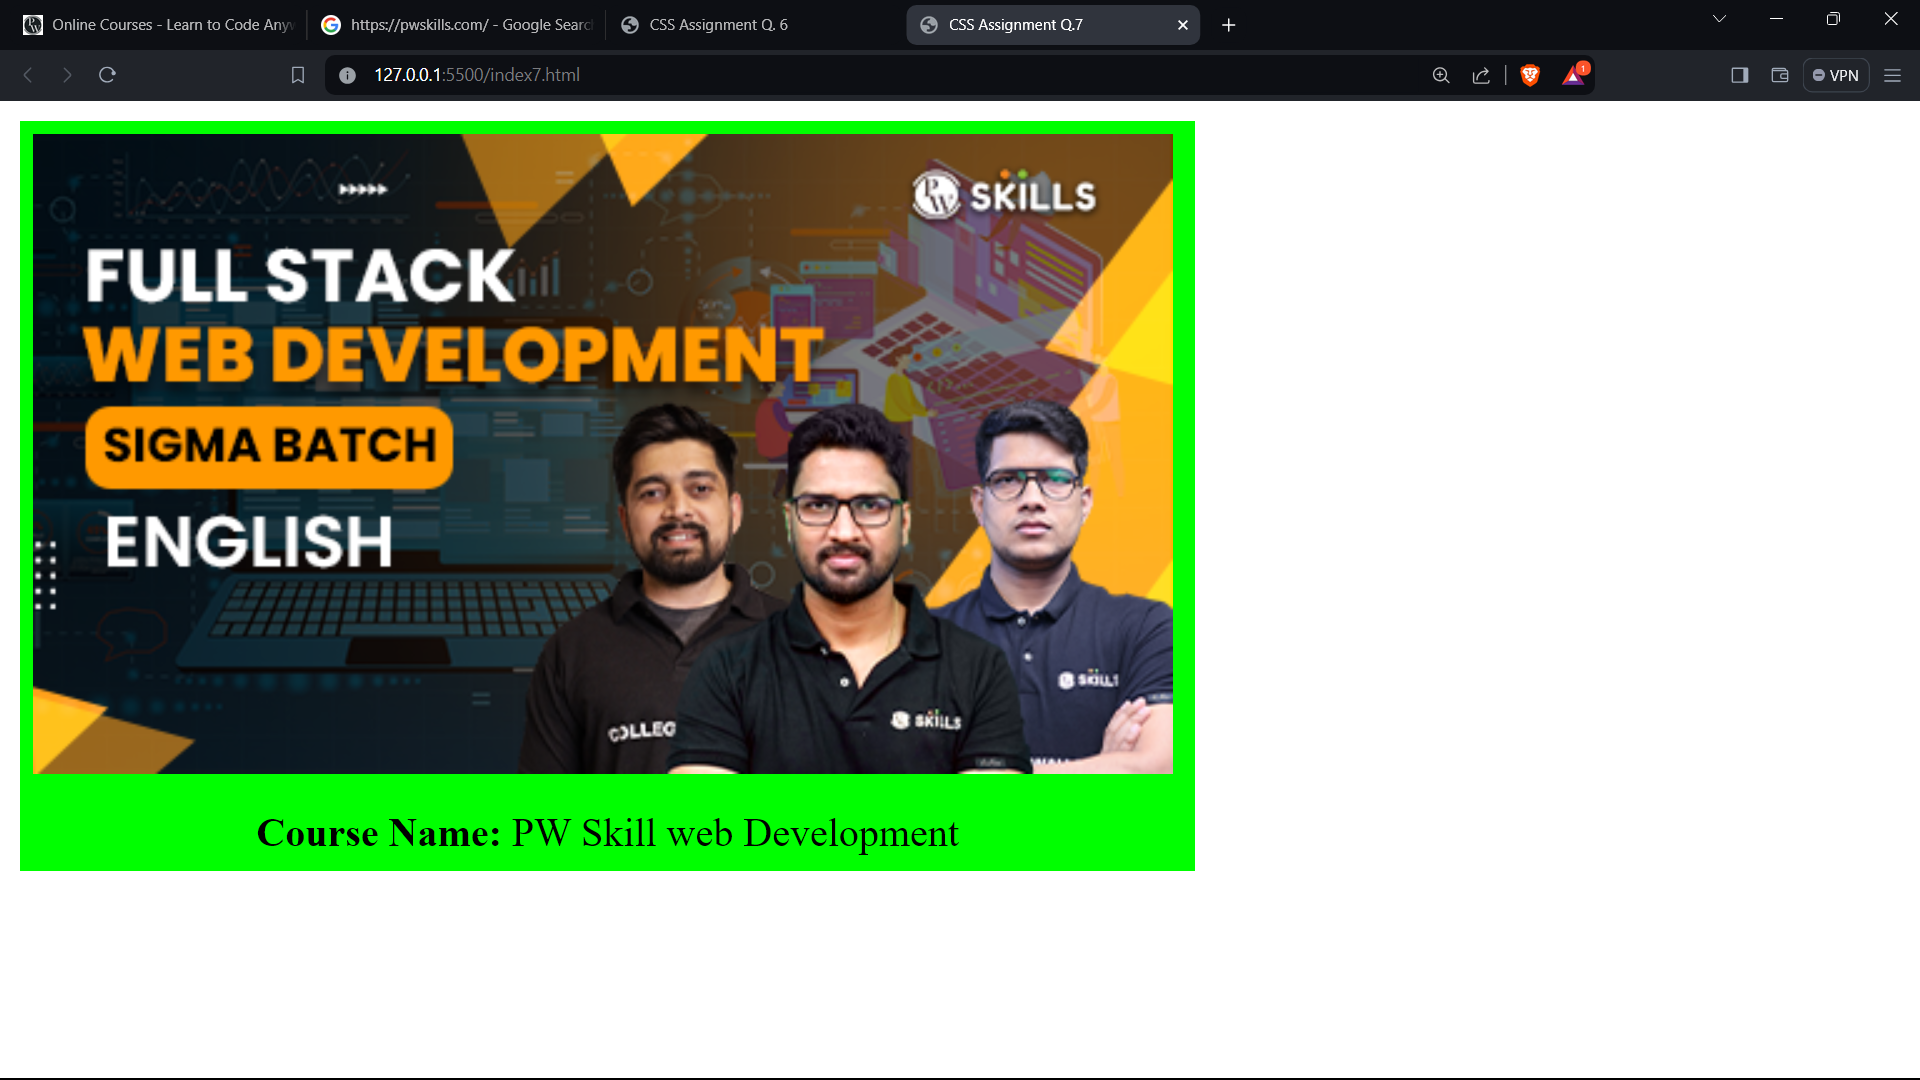 Online Courses - Learn to Code Any
https://pwskills.com/ - Google Searc
CSS Assignment Q. 6
CSS Assignment Q.7
127.0.0.1:5500/index7.html
1
VPN
PW SKILLS
FULL STACK
WEB DEVELOPMENT
SIGMA BATCH
ENGLISH
SKILLS
SKILLS
COLLEG
Course Name: PW Skill web Development